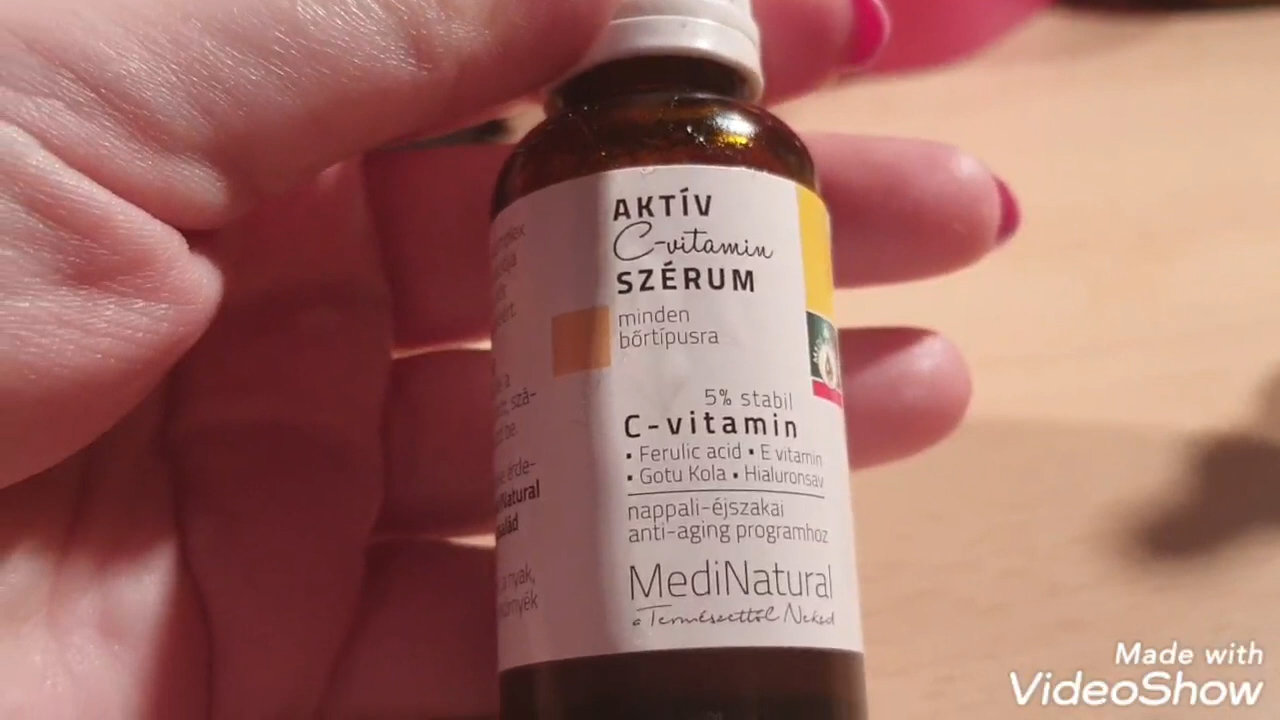 AKTÍV
C-vitamin
SZÉRUM
minden
bőrtípusra
5% stabil
C-vitamin
• Ferulic acid • E vitamin
• Gotu Kola • Hialuronsav
nappali-éjszakai
anti-aging programhoz
MediNatural
a Természettől Neked
nyak,
Made with
VideoShow